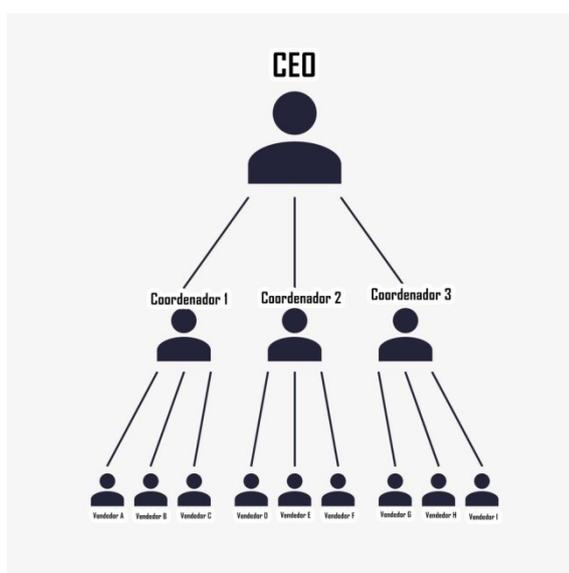 CEO
Coordenador 1
Coordenador 2
Coordenador 3
Vendedor A
Vendedor B
Vendedor C
Vendedor D
Vendedor E
Vendedor F
Vendedor G
Vendedor H
Vendedor I